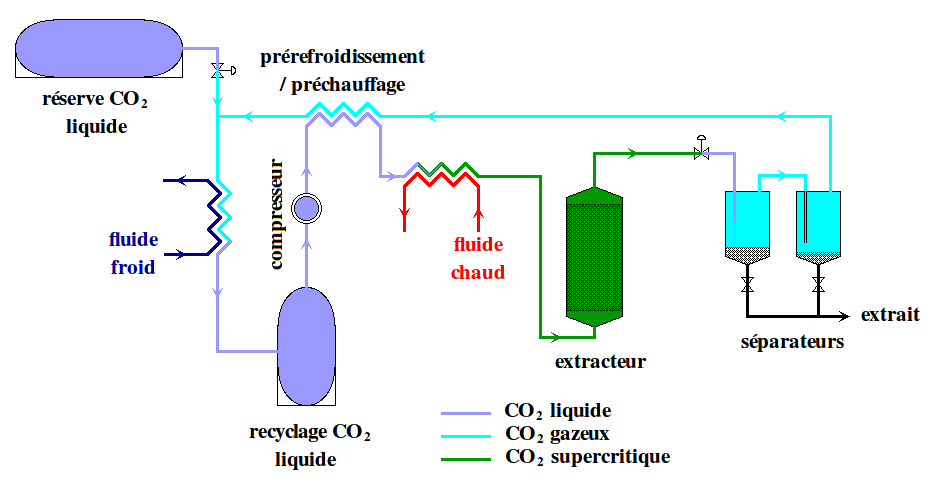 réserve CO₂
liquide
prérefroidissement
/ préchauffage
compresseur
fluide
froid
fluide
chaud
extracteur
extrait
séparateurs
recyclage CO₂
liquide
CO₂ liquide
CO₂ gazeux
CO₂ supercritique